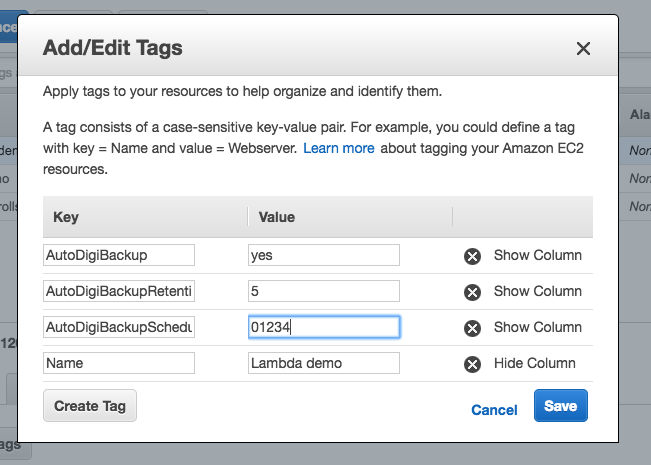 Add/Edit Tags
Apply tags to your resources to help organize and identify them.
A tag consists of a case-sensitive key-value pair. For example, you could define a tag
with key = Name and value = Webserver. Learn more about tagging your Amazon EC2
resources.
Key Value
AutoDigiBackup yes Show Column
AutoDigiBackupRetenti 5 Show Column
AutoDigiBackupSchedu 01234 Show Column
Name Lambda demo Hide Column
Create Tag Cancel Save